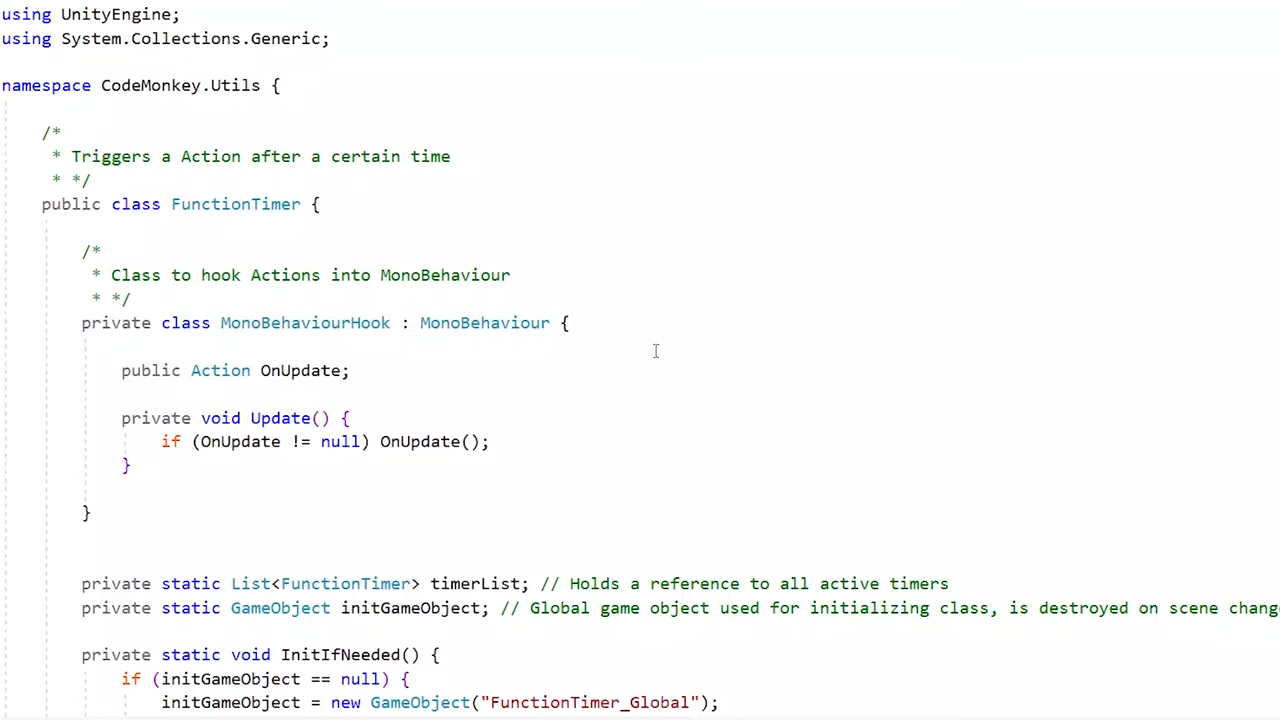 using UnityEngine;
using System.Collections.Generic;
namespace CodeMonkey.Utils {
/*
* Triggers a Action after a certain time
* */
public class FunctionTimer {
/*
* Class to hook Actions into MonoBehaviour
* */
private class MonoBehaviourHook : MonoBehaviour {
public Action OnUpdate;
private void Update() {
if (OnUpdate != null) OnUpdate();
}
}
private static List<FunctionTimer> timerList; // Holds a reference to all active timers
private static GameObject initGameObject; // Global game object used for initializing class, is destroyed on scene chang
private static void InitIfNeeded() {
if (initGameObject == null) {
initGameObject = new GameObject("FunctionTimer_Global");